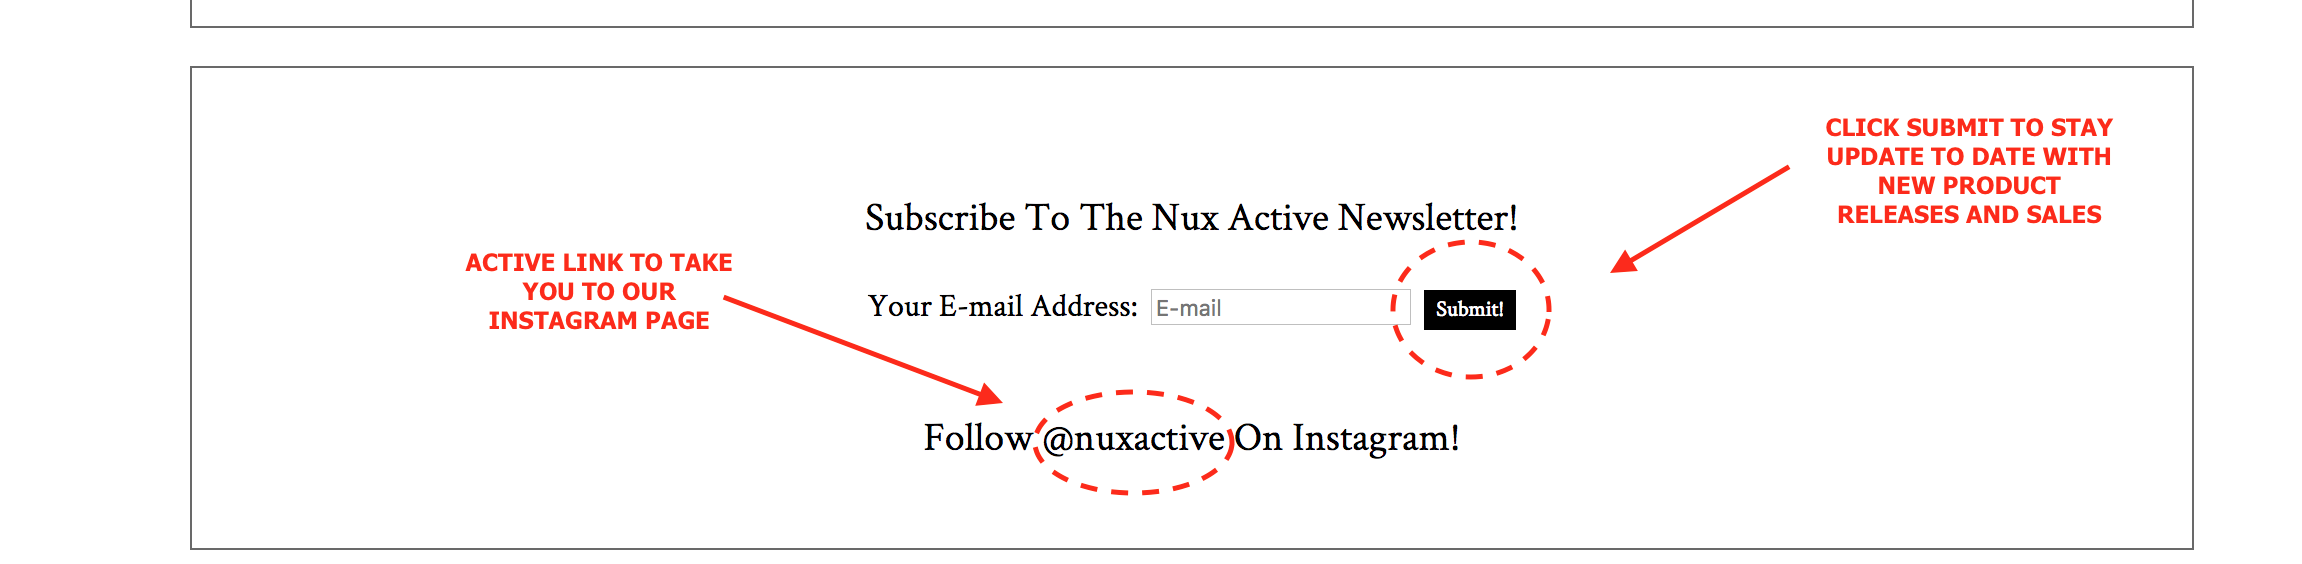 CLICK SUBMIT TO STAY
UPDATE TO DATE WITH
NEW PRODUCT
RELEASES AND SALES
Subscribe To The Nux Active Newsletter!
ACTIVE LINK TO TAKE
YOU TO OUR
INSTAGRAM PAGE
Your E-mail Address: E-mail Submit!
Follow @nuxactive On Instagram!